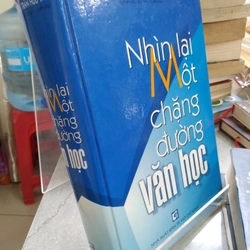 Nhìn lại
Một
chặng
đường
văn học
Nhìn lại
Một
chặng
đường
văn học